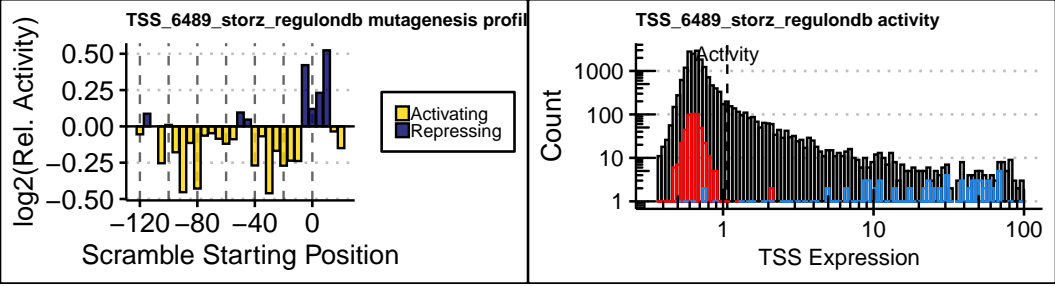 TSS_6489_storz_regulondb mutagenesis profil
log2(Rel. Activity)
0.50
0.25
0.00
−0.25
−0.50
−120 −80 −40 0
Scramble Starting Position
Activating
Repressing
TSS_6489_storz_regulondb activity
Activity
Count
1000
100
10
1
1 10 100
TSS Expression